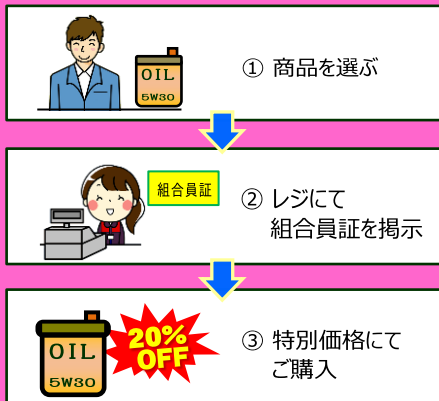 OIL
5W30
① 商品を選ぶ
組合員証
② レジにて
組合員証を掲示
OIL
5W30
20%
OFF
③ 特別価格にて
ご購入